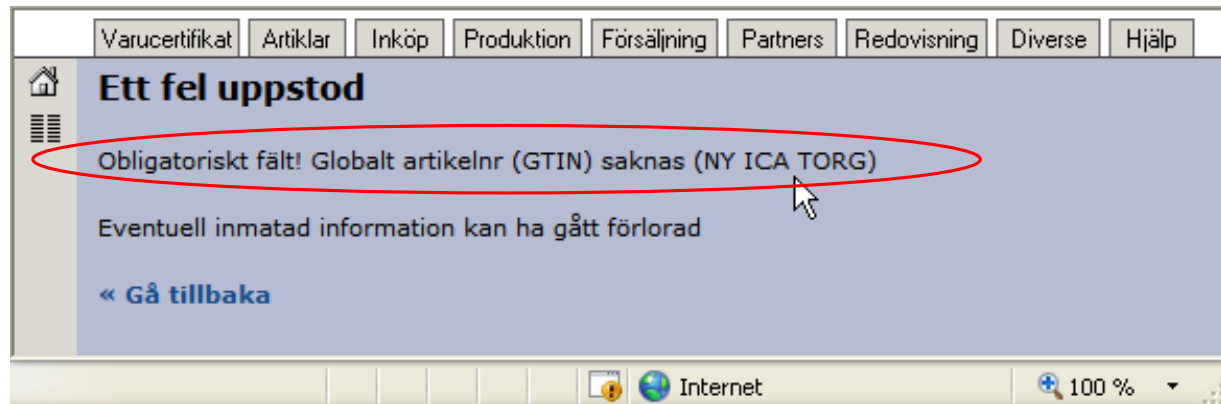 Varucertifikat Artiklar Inköp Produktion Försäljning Partners Redovisning Diverse Hjälp
Ett fel uppstod
Obligatoriskt fält! Globalt artikelnr (GTIN) saknas (NY ICA TORG)
Eventuell inmatad information kan ha gått förlorad
« Gå tillbaka
Internet 100 %